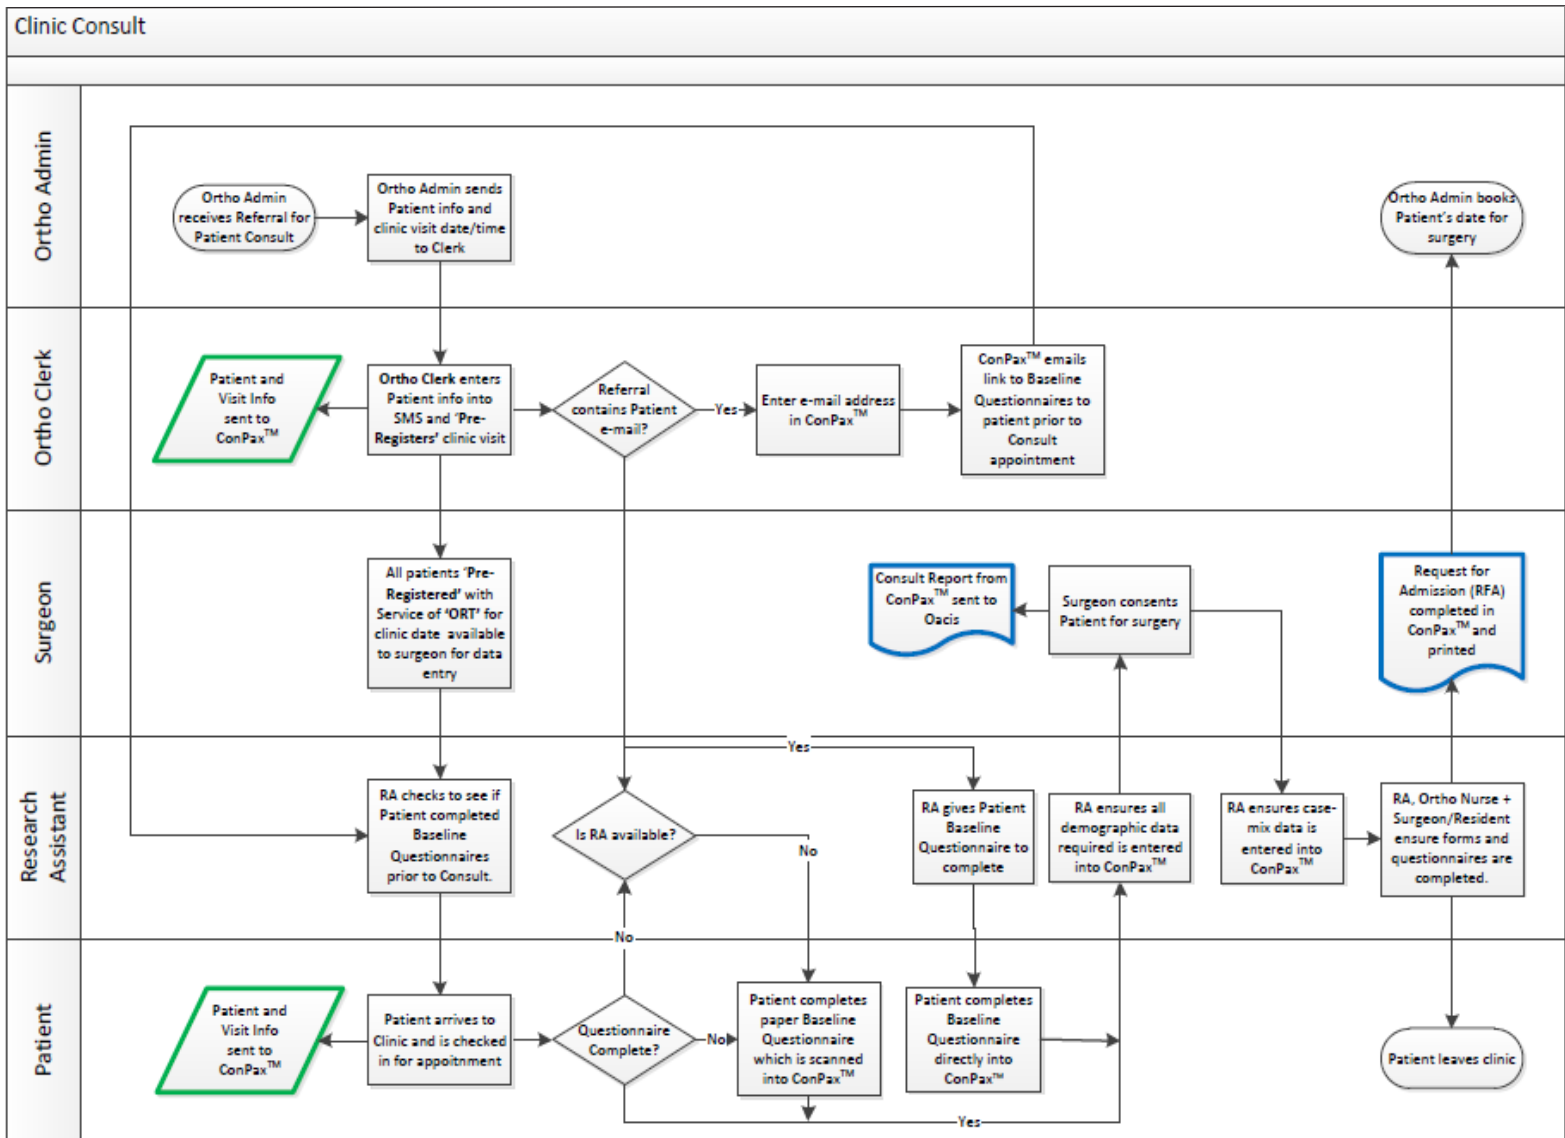 Clinic Consult
Ortho Admin
Ortho Admin
receives Referral for
Patient Consult
Ortho Admin sends
Patient info and
clinic visit date/time
to Clerk
Ortho Admin books
Patient's date for
surgery
Ortho Clerk
Patient and
Visit Info
sent to
ConPax™
Ortho Clerk enters
Patient info into
SMS and 'Pre-
Registers' clinic visit
Referral
contains Patient
e-mail?
Yes
Enter e-mail address
in ConPax™
ConPax™ emails
link to Baseline
Questionnaires to
patient prior to
Consult
appointment
Surgeon
All patients 'Pre-
Registered' with
Service of 'ORT' for
clinic date available
to surgeon for data
entry
Consult Report from
ConPax™ sent to
Oacis
Surgeon consents
Patient for surgery
Request for
Admission (RFA)
completed in
ConPax™ and
printed
Research
Assistant
RA checks to see if
Patient completed
Baseline
Questionnaires
prior to Consult.
Is RA available?
Yes
No
No
RA gives Patient
Baseline
Questionnaire to
complete
RA ensures all
demographic data
required is entered
into ConPax™
RA ensures case-
mix data is
entered into
ConPax™
RA, Ortho Nurse +
Surgeon/Resident
ensure forms and
questionnaires are
completed.
Patient
Patient and
Visit Info
sent to
ConPax™
Patient arrives to
Clinic and is checked
in for appoitnment
Questionnaire
Complete?
No
Patient completes
paper Baseline
Questionnaire
which is scanned
into ConPax™
Patient completes
Baseline
Questionnaire
directly into
ConPax™
Yes
Patient leaves clinic